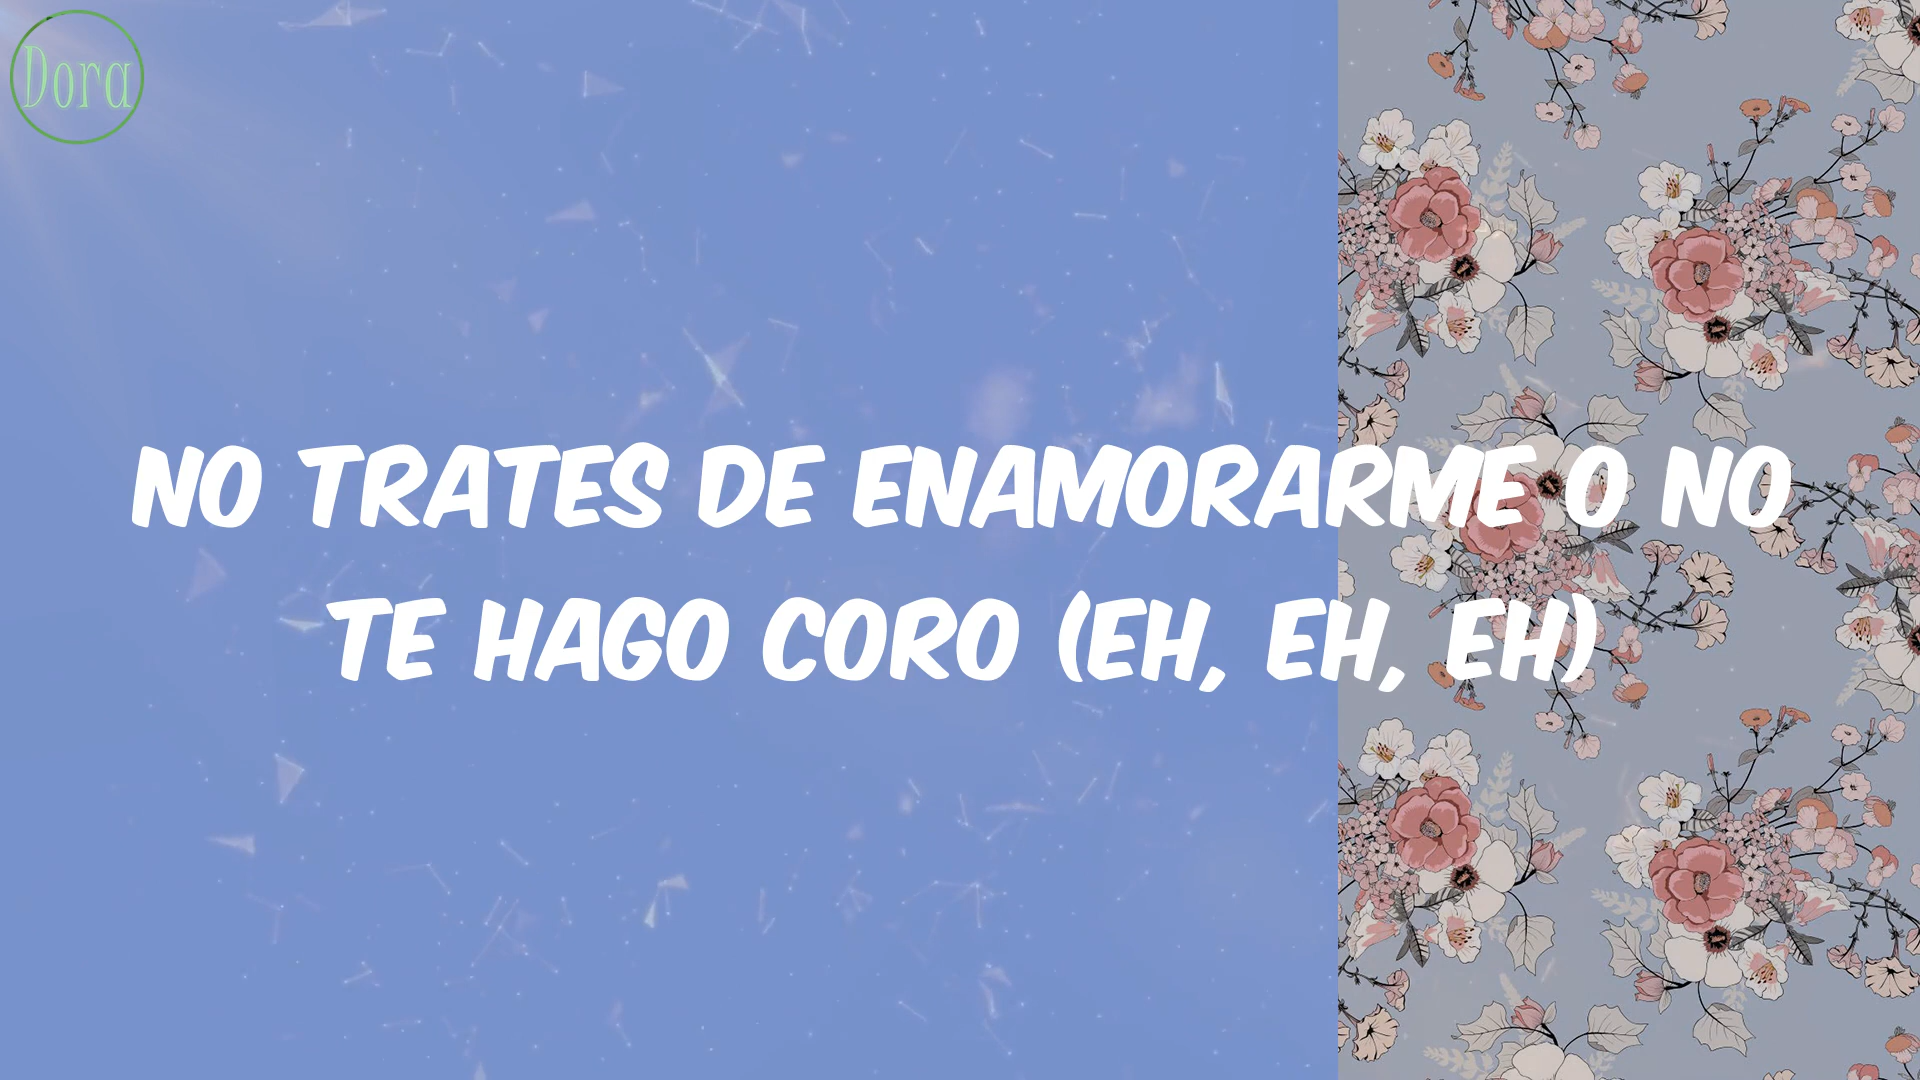 Dora
NO TRATES DE ENAMORARME O NO
TE HAGO CORO (EH, EH, EH)